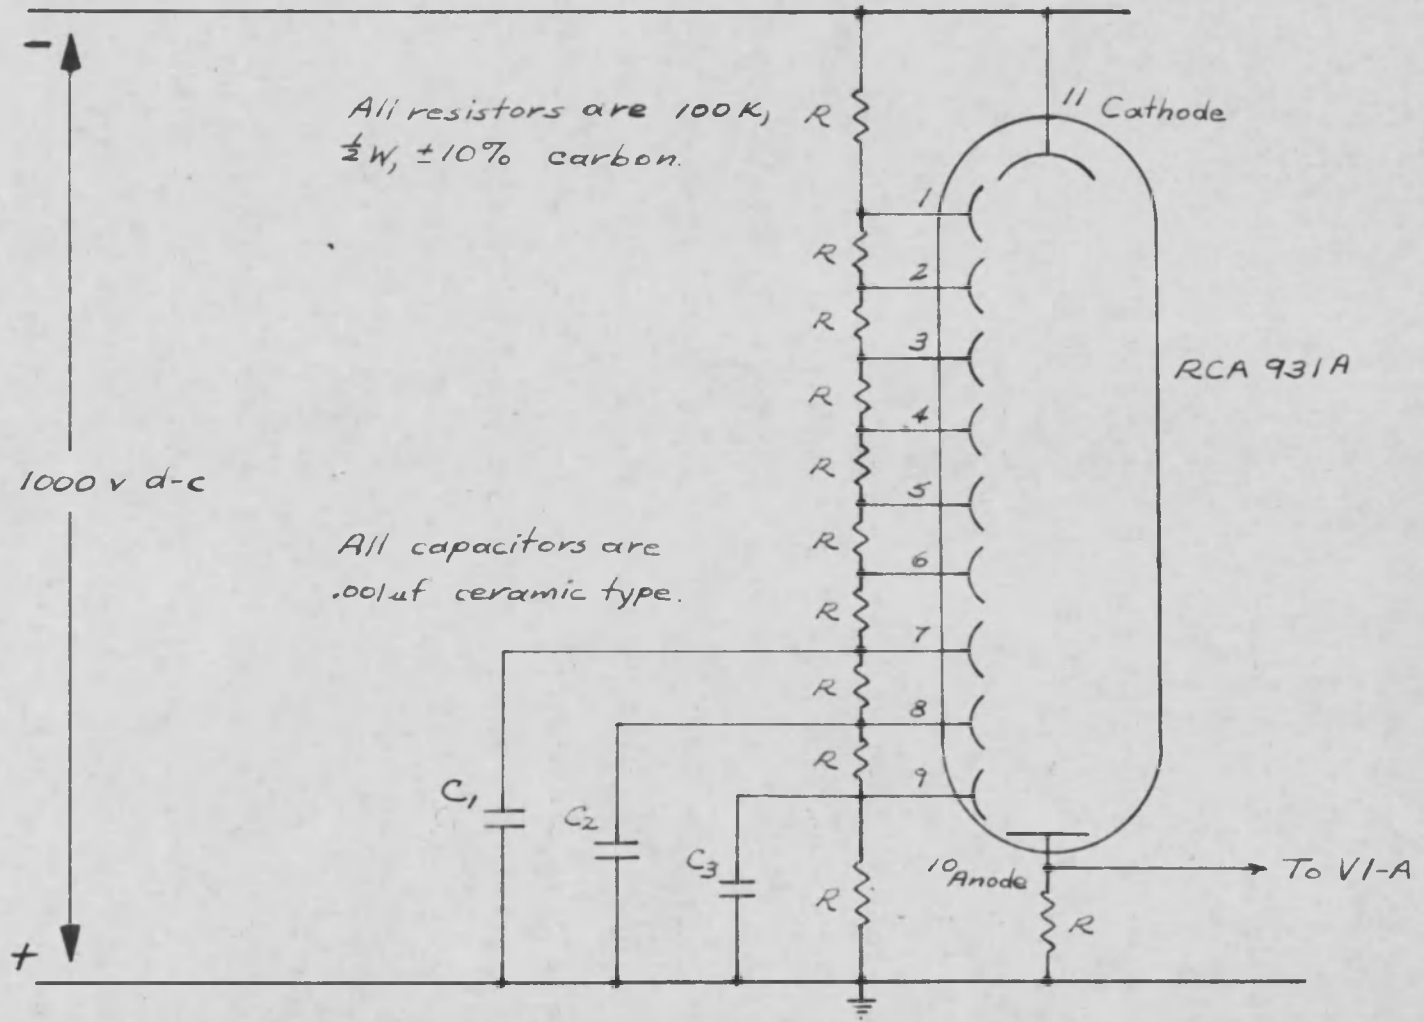 -
All resistors are 100K,
½ W, ±10% carbon.
R
11 Cathode
1
R
2
R
3
RCA 931A
R
4
R
5
1000 v d-c
R
6
All capacitors are
.001uf ceramic type.
R
7
R
8
R
9
C₁
C₂
C₃
R
10 Anode
To V1-A
R
+